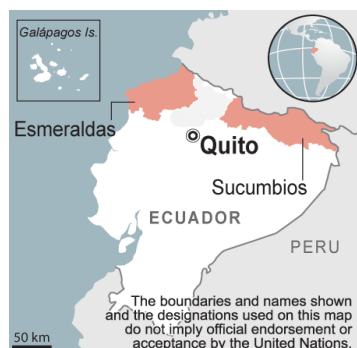 Galápagos Is.
Esmeraldas
Quito
Sucumbios
ECUADOR
PERU
The boundaries and names shown
and the designations used on this map
do not imply official endorsement or
acceptance by the United Nations.
50 km